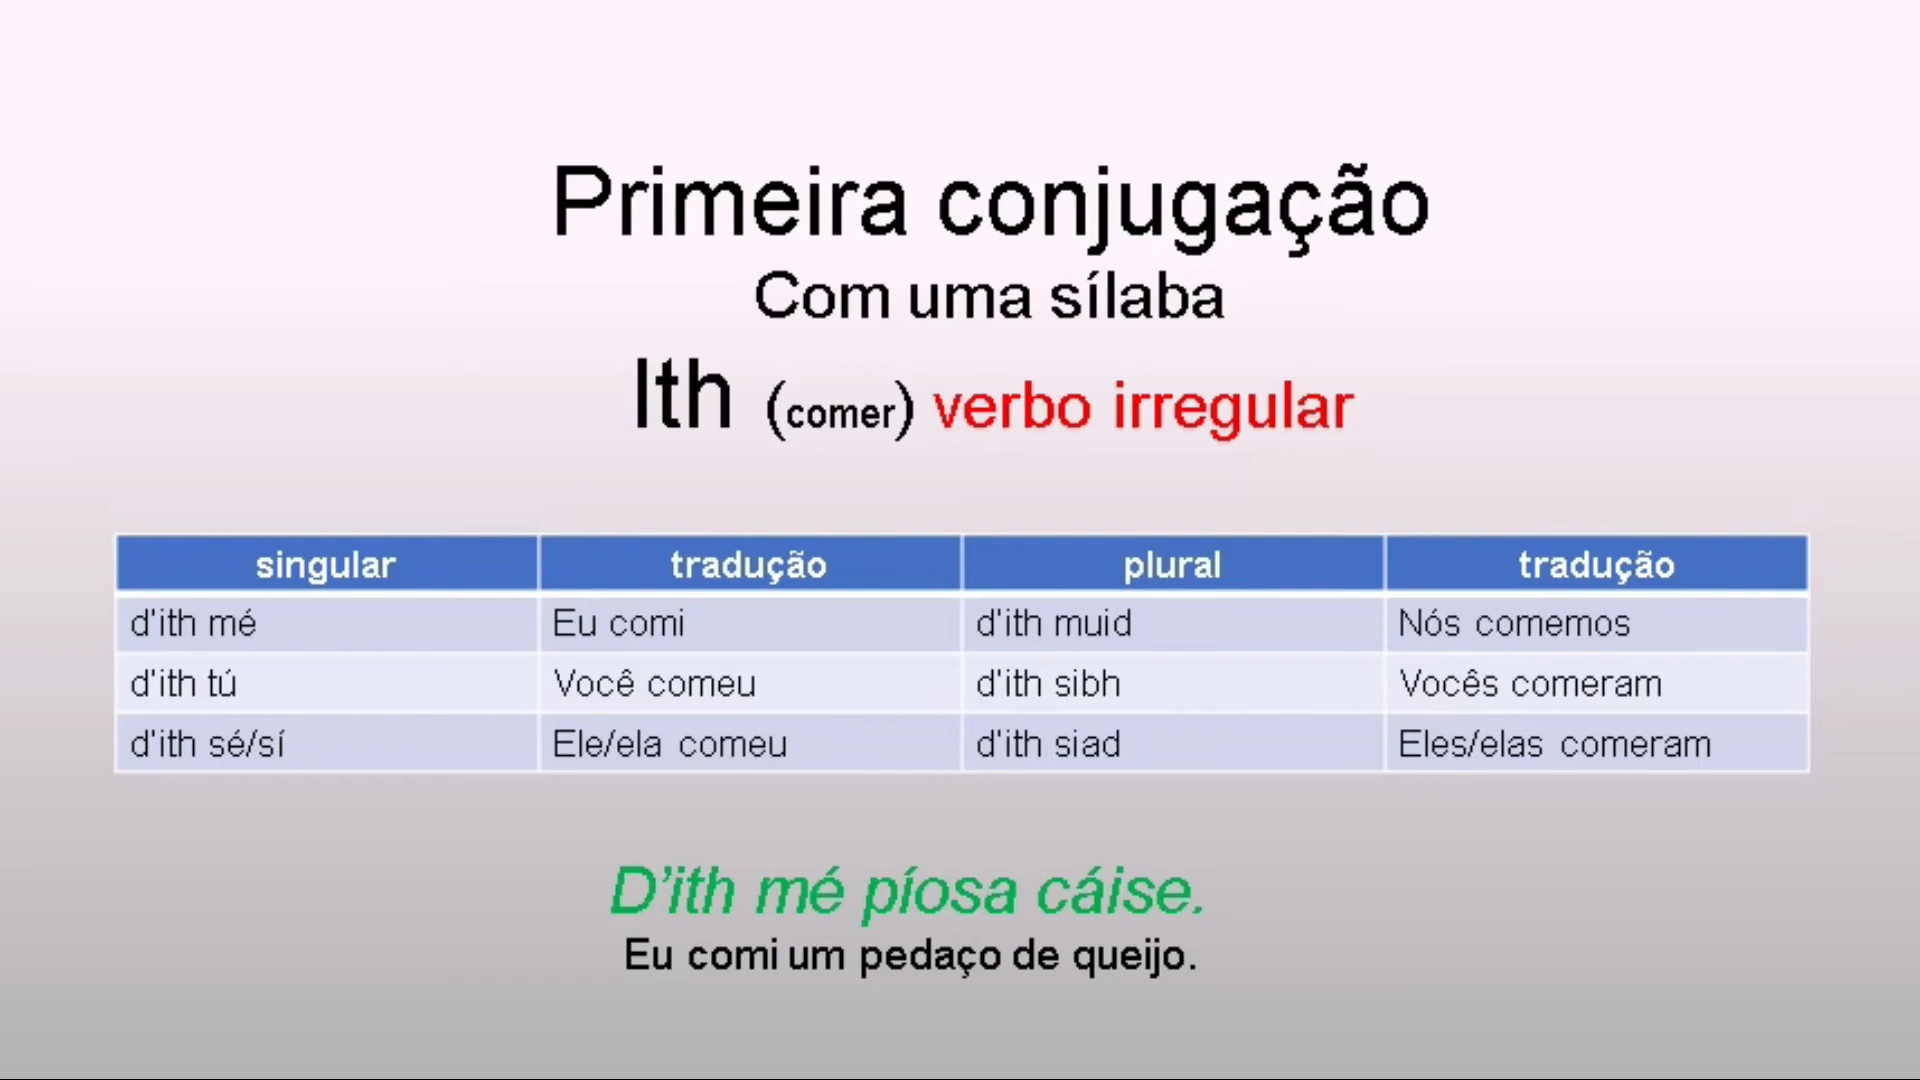 Primeira conjugação
Com uma sílaba
Ith (comer) verbo irregular
singular tradução plural tradução
d'ith mé Eu comi d'ith muid Nós comemos
d'ith tú Você comeu d'ith sibh Vocês comeram
d'ith sé/sí Ele/ela comeu d'ith siad Eles/elas comeram
D'ith mé píosa cáise.
Eu comi um pedaço de queijo.